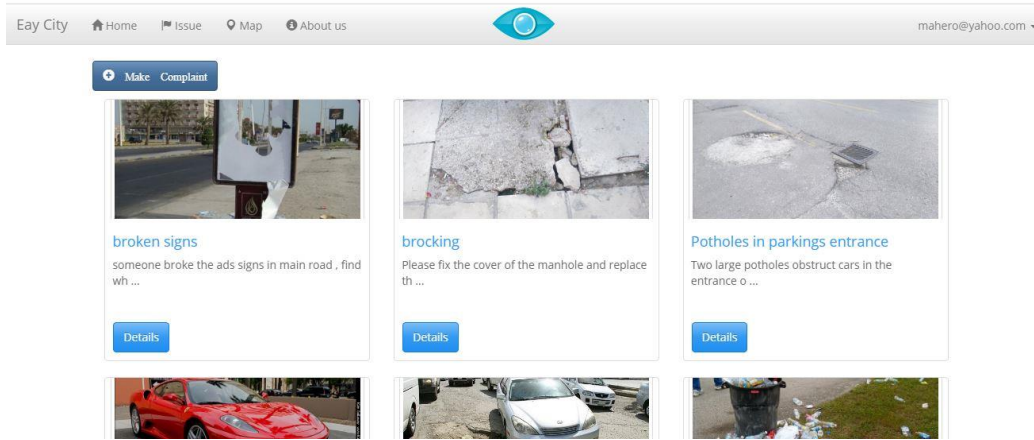 Eay City Home Issue Map About us mahero@yahoo.com
Make Complaint
broken signs
someone broke the ads signs in main road , find
wh ...
Details
brocking
Please fix the cover of the manhole and replace
th ...
Details
Potholes in parkings entrance
Two large potholes obstruct cars in the
entrance o ...
Details